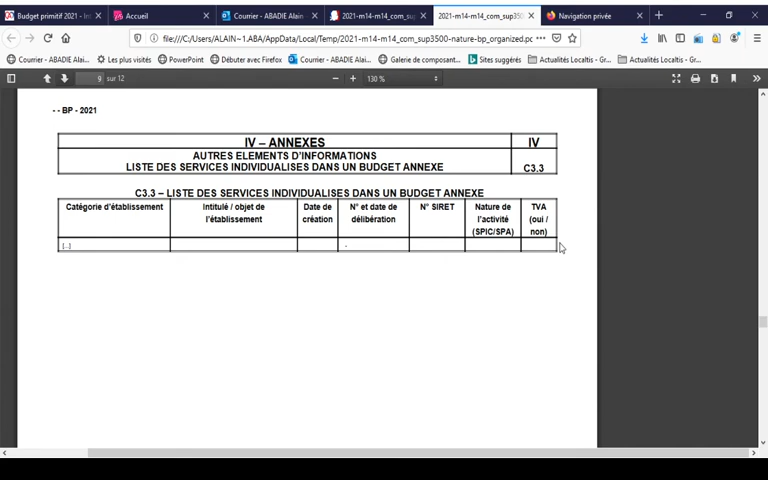 Budget primitif 2021 - In
Accueil
Courrier - ABADIE Alain
2021-m14-m14_com_sup
2021-m14-m14_com_sup350
Navigation privée
file:///C:/Users/ALAIN~1.ABA/AppData/Local/Temp/2021-m14-m14_com_sup3500-nature-bp_organized.pc
Courrier - ABADIE Alai...
Les plus visités
PowerPoint
Débuter avec Firefox
Courrier - ABADIE Alai...
Galerie de composant...
Sites suggérés
Actualités Localtis - Gr...
Actualités Localtis - Gr...
9 sur 12
130 %
- - BP - 2021
IV – ANNEXES IV
AUTRES ELEMENTS D'INFORMATIONS
LISTE DES SERVICES INDIVIDUALISES DANS UN BUDGET ANNEXE C3.3
C3.3 – LISTE DES SERVICES INDIVIDUALISES DANS UN BUDGET ANNEXE
Catégorie d'établissement
Intitulé / objet de
l'établissement
Date de
création
N° et date de
délibération
N° SIRET
Nature de
l'activité
(SPIC/SPA)
TVA
(oui /
non)
[...] -